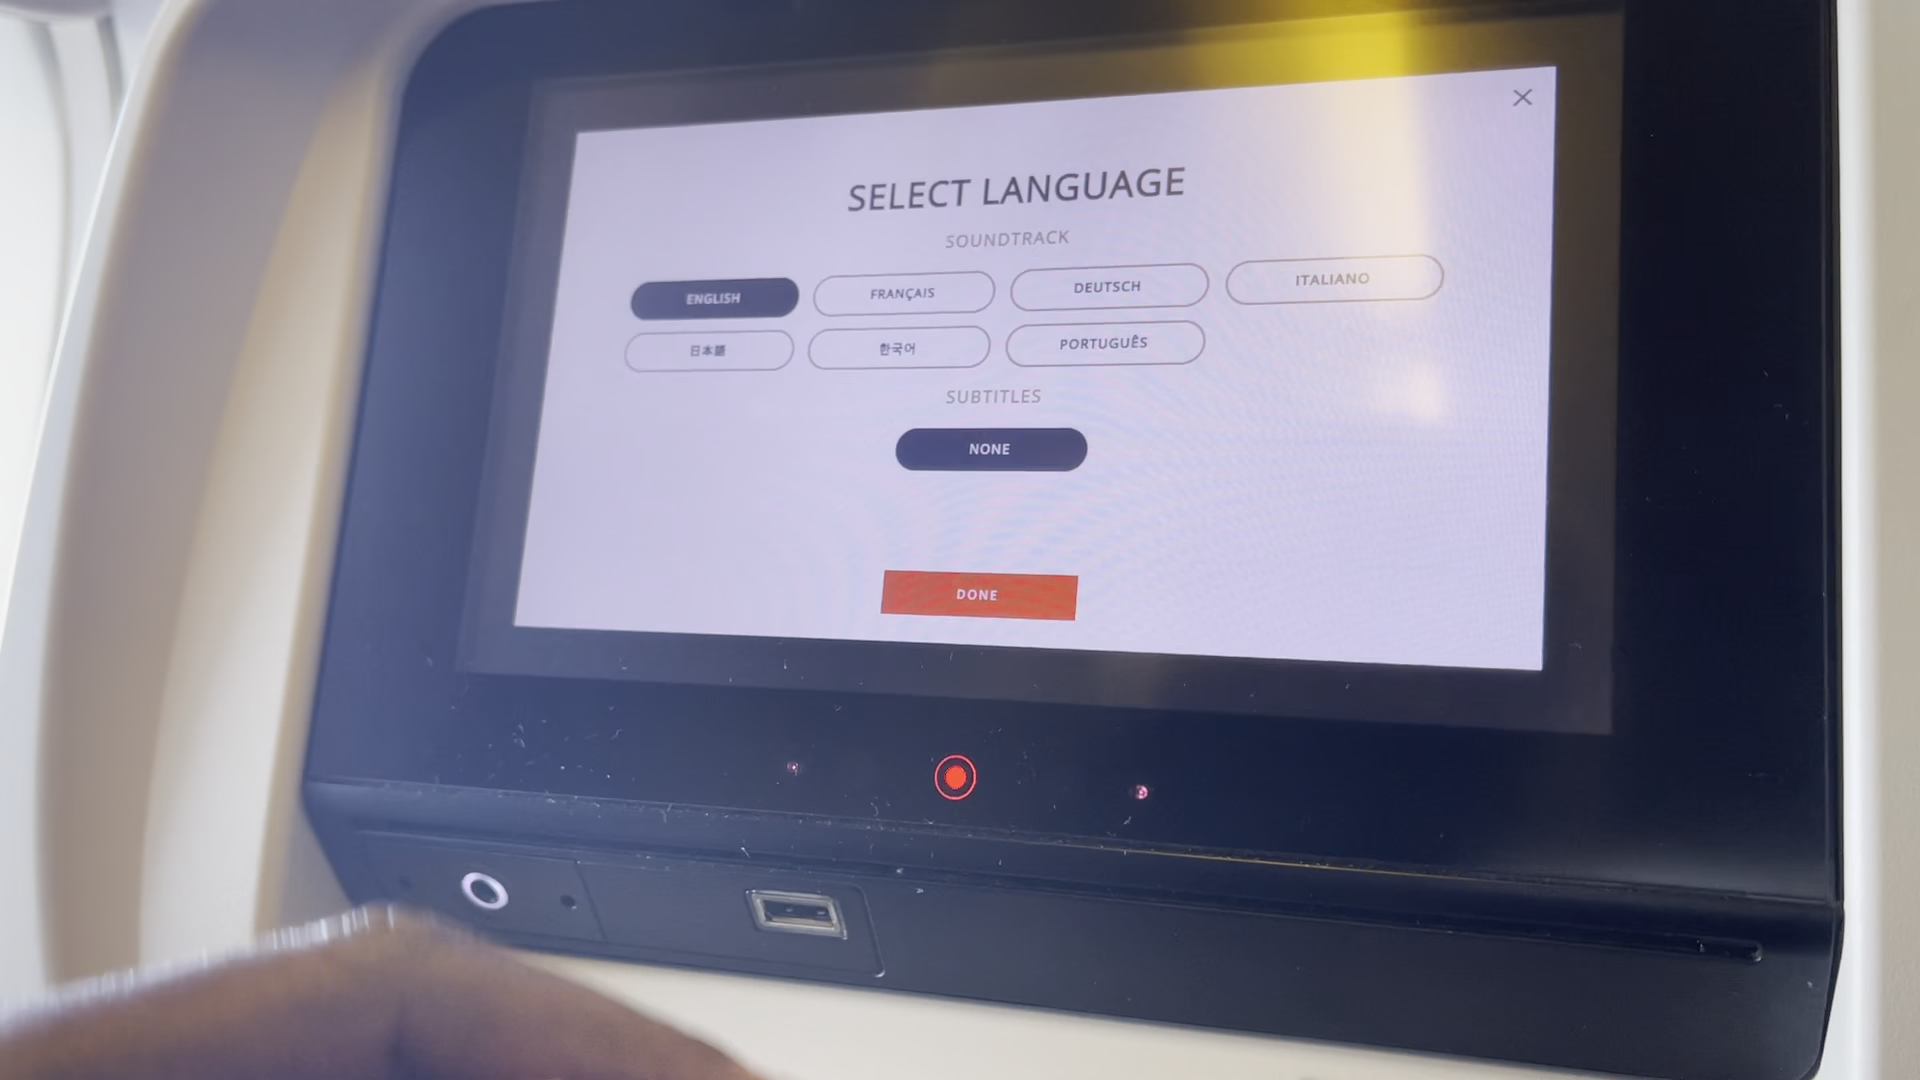 SELECT LANGUAGE
SOUNDTRACK
ENGLISH FRANÇAIS DEUTSCH ITALIANO
日本語 한국어 PORTUGUÊS
SUBTITLES
NONE
DONE